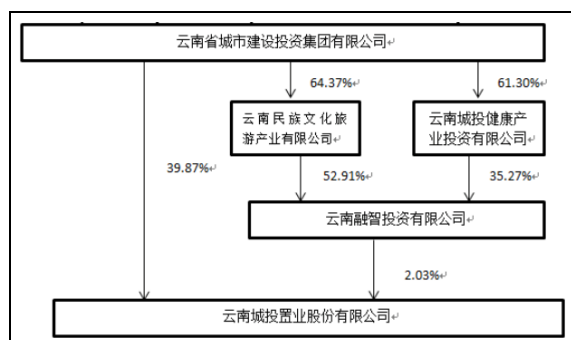 云南省城市建设投资集团有限公司
64.37%
61.30%
云南民族文化旅
游产业有限公司
云南城投健康产
业投资有限公司
39.87%
52.91%
35.27%
云南融智投资有限公司
2.03%
云南城投置业股份有限公司